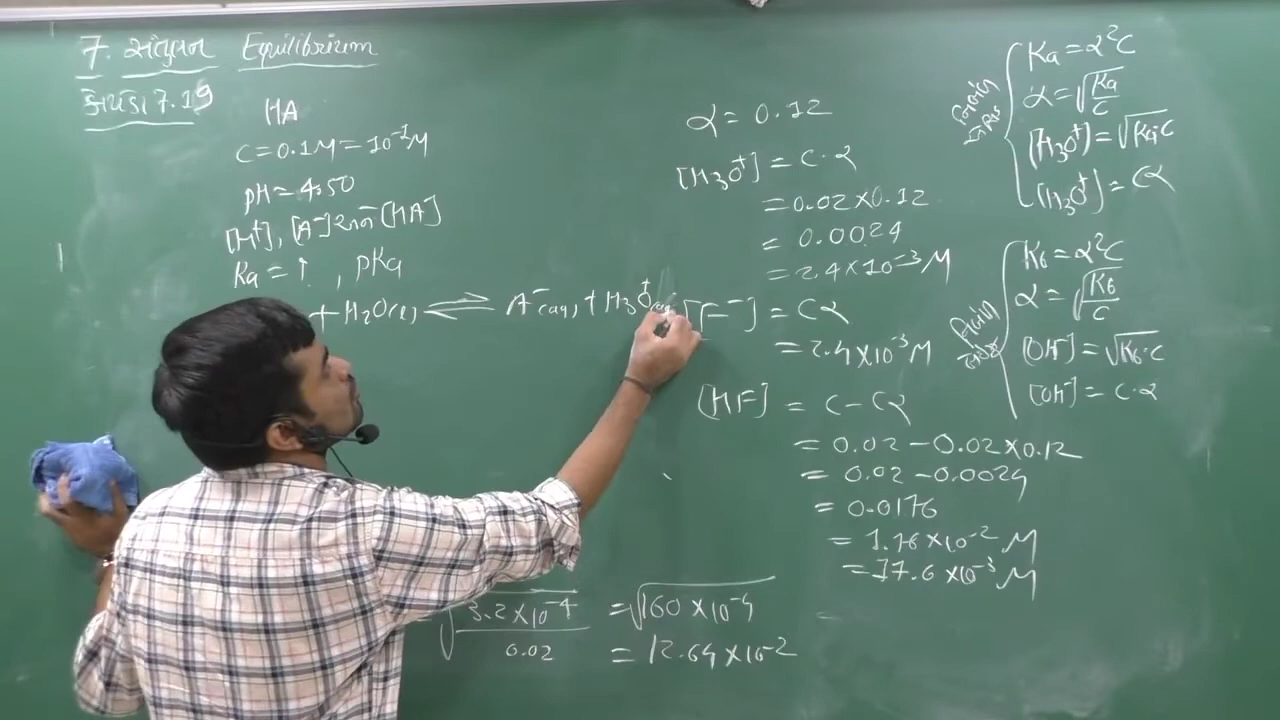 7. સંતુલન Equilibrium
દાખલો 7.19
HA
C = 0.1M = 10⁻¹M
pH = 4.50
[H⁺], [A⁻] અને [HA]
Ka = ↑ , pKa
+ H₂O(l) ⇌ A⁻(aq) + H₃O⁺(aq)
3.2×10⁻⁴
0.02
= √160×10⁻⁴
= 12.64×10⁻²
α = 0.12
[H₃O⁺] = C·α
= 0.02×0.12
= 0.0024
= 2.4×10⁻³ M
[F⁻] = Cα
= 2.4×10⁻³ M
[HF] = C - Cα
= 0.02 - 0.02×0.12
= 0.02 - 0.0024
= 0.0176
= 1.76×10⁻² M
= 17.6×10⁻³ M
Ka = α²C
α = √Ka/C
[H₃O⁺] = √Ka·C
[H₃O⁺] = Cα
Kb = α²C
α = √Kb/C
[OH⁻] = √Kb·C
[OH⁻] = C·α